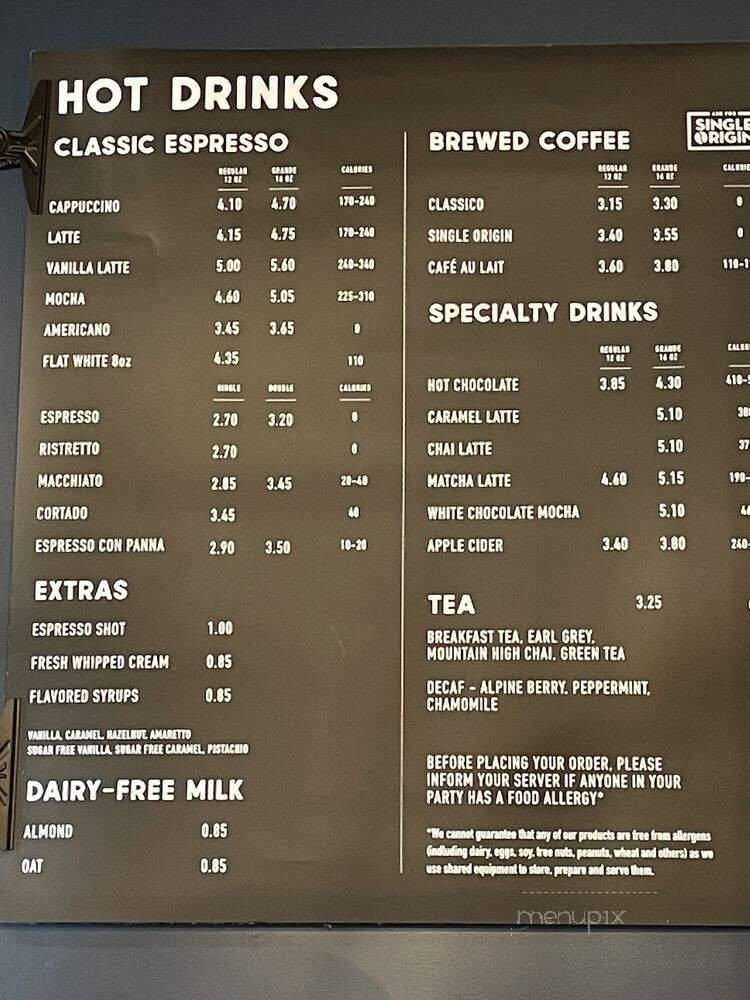 HOT DRINKS
CLASSIC ESPRESSO
REGULAR 12 OZ GRANDE 16 OZ CALORIES
CAPPUCCINO 4.10 4.70 170-240
LATTE 4.15 4.75 170-240
VANILLA LATTE 5.00 5.60 240-340
MOCHA 4.60 5.05 225-310
AMERICANO 3.45 3.65 0
FLAT WHITE 8oz 4.35 110
SINGLE DOUBLE CALORIES
ESPRESSO 2.70 3.20 0
RISTRETTO 2.70 0
MACCHIATO 2.85 3.45 20-40
CORTADO 3.45 40
ESPRESSO CON PANNA 2.90 3.50 10-20
EXTRAS
ESPRESSO SHOT 1.00
FRESH WHIPPED CREAM 0.85
FLAVORED SYRUPS 0.85
VANILLA, CARAMEL, HAZELNUT, AMARETTO
SUGAR FREE VANILLA, SUGAR FREE CARAMEL, PISTACHIO
DAIRY-FREE MILK
ALMOND 0.85
OAT 0.85
BREWED COFFEE
ASK FOR
SINGLE
ORIGIN
REGULAR 12 OZ GRANDE 16 OZ CALORIE
CLASSICO 3.15 3.30 0
SINGLE ORIGIN 3.40 3.55 0
CAFÉ AU LAIT 3.60 3.80 110-1
SPECIALTY DRINKS
REGULAR 12 OZ GRANDE 16 OZ CALOR
HOT CHOCOLATE 3.85 4.30 410-
CARAMEL LATTE 5.10
CHAI LATTE 5.10 37
MATCHA LATTE 4.60 5.15 190-
WHITE CHOCOLATE MOCHA 5.10
APPLE CIDER 3.40 3.80 240-
TEA 3.25
BREAKFAST TEA, EARL GREY,
MOUNTAIN HIGH CHAI, GREEN TEA
DECAF - ALPINE BERRY, PEPPERMINT,
CHAMOMILE
BEFORE PLACING YOUR ORDER, PLEASE
INFORM YOUR SERVER IF ANYONE IN YOUR
PARTY HAS A FOOD ALLERGY*
*We cannot guarantee that any of our products are free from allergens
(including dairy, eggs, soy, tree nuts, peanuts, wheat and others) as we
use shared equipment to store, prepare and serve them.
menupix